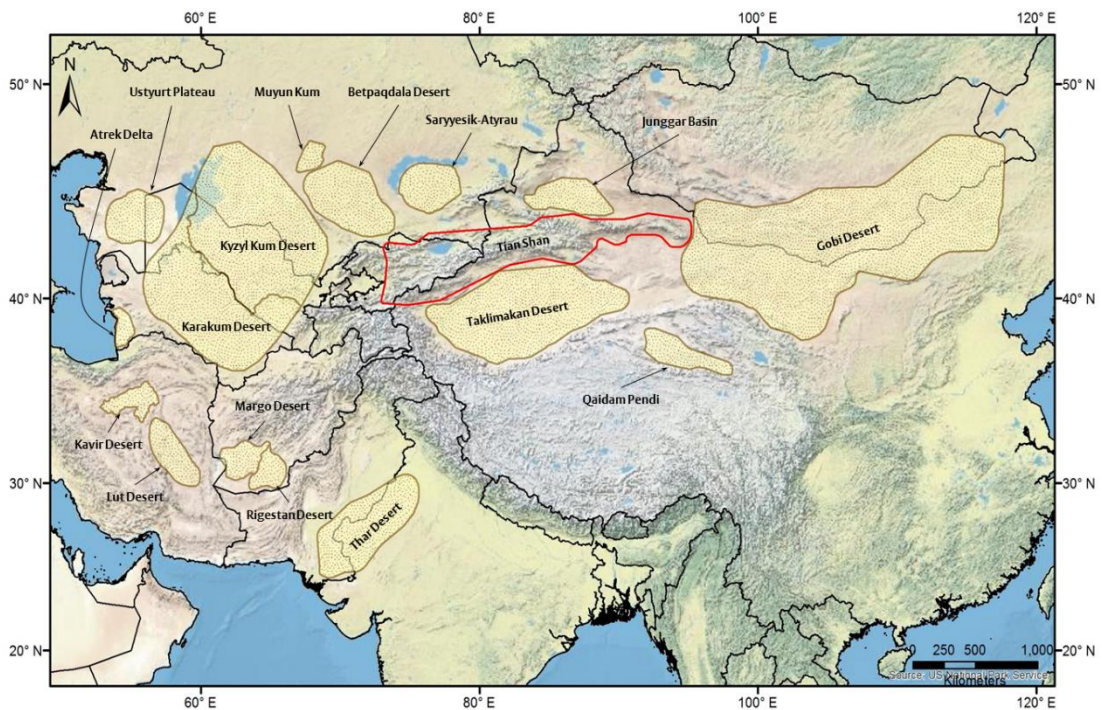 60° E
80° E
100° E
120° E
50° N
50° N
N
Ustyurt Plateau
Muyun Kum
Betpaqdala Desert
Atrek Delta
Saryyesik-Atyrau
Junggar Basin
Kyzyl Kum Desert
Tian Shan
Gobi Desert
40° N
40° N
Karakum Desert
Taklimakan Desert
Qaidam Pendi
Margo Desert
Kavir Desert
30° N
30° N
Lut Desert
Rigestan Desert
Thar Desert
20° N
20° N
0 250 500 1,000
Source: US National Park Service
Kilometers
60° E
80° E
100° E
120° E